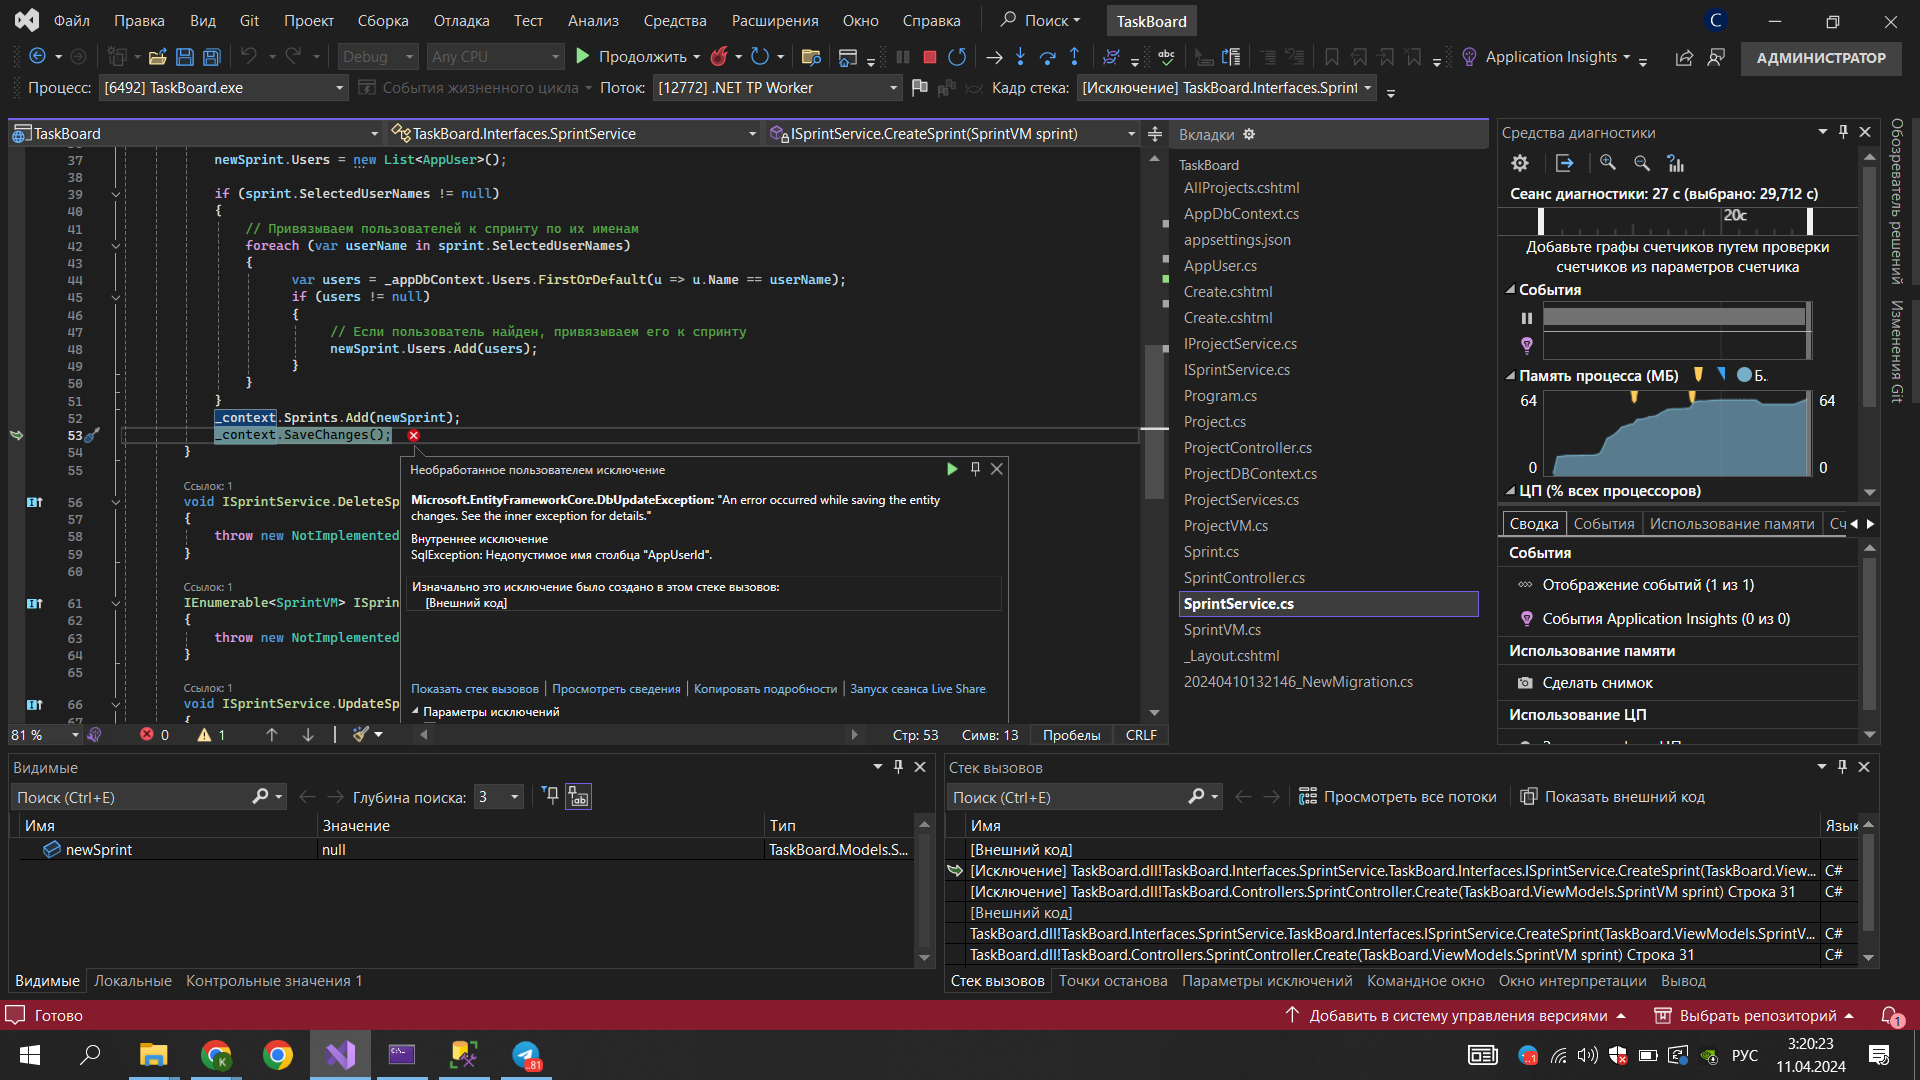 Файл Правка Вид Git Проект Сборка Отладка Тест Анализ Средства Расширения Окно Справка Поиск TaskBoard C
Debug Any CPU Продолжить Application Insights АДМИНИСТРАТОР
Процесс: [6492] TaskBoard.exe События жизненного цикла Поток: [12772] .NET TP Worker Кадр стека: [Исключение] TaskBoard.Interfaces.Sprint
TaskBoard TaskBoard.Interfaces.SprintService ISprintService.CreateSprint(SprintVM sprint)
37 newSprint.Users = new List<AppUser>();
38
39 if (sprint.SelectedUserNames != null)
40 {
41 // Привязываем пользователей к спринту по их именам
42 foreach (var userName in sprint.SelectedUserNames)
43 {
44 var users = _appDbContext.Users.FirstOrDefault(u => u.Name == userName);
45 if (users != null)
46 {
47 // Если пользователь найден, привязываем его к спринту
48 newSprint.Users.Add(users);
49 }
50 }
51 }
52 _context.Sprints.Add(newSprint);
53 _context.SaveChanges();
54 }
55
Ссылок: 1
56 void ISprintService.DeleteSp
57 {
58 throw new NotImplemented
59 }
60
Ссылок: 1
61 IEnumerable<SprintVM> ISprin
62 {
63 throw new NotImplemented
64 }
65
Ссылок: 1
66 void ISprintService.UpdateSp
67 {
Необработанное пользователем исключение
Microsoft.EntityFrameworkCore.DbUpdateException: "An error occurred while saving the entity
changes. See the inner exception for details."
Внутреннее исключение
SqlException: Недопустимое имя столбца "AppUserId".
Изначально это исключение было создано в этом стеке вызовов:
[Внешний код]
Показать стек вызовов | Просмотреть сведения | Копировать подробности | Запуск сеанса Live Share
Параметры исключений
81 % 0 1 Стр: 53 Симв: 13 Пробелы CRLF
Вкладки
TaskBoard
AllProjects.cshtml
AppDbContext.cs
appsettings.json
AppUser.cs
Create.cshtml
Create.cshtml
IProjectService.cs
ISprintService.cs
Program.cs
Project.cs
ProjectController.cs
ProjectDBContext.cs
ProjectServices.cs
ProjectVM.cs
Sprint.cs
SprintController.cs
SprintService.cs
SprintVM.cs
_Layout.cshtml
20240410132146_NewMigration.cs
Средства диагностики
Сеанс диагностики: 27 с (выбрано: 29,712 с)
20с
Добавьте графы счетчиков путем проверки
счетчиков из параметров счетчика
События
Память процесса (МБ) Б..
64 64
0 0
ЦП (% всех процессоров)
Сводка События Использование памяти Сч
События
Отображение событий (1 из 1)
События Application Insights (0 из 0)
Использование памяти
Сделать снимок
Использование ЦП
Обозреватель решений
Изменения Git
Видимые
Поиск (Ctrl+E) Глубина поиска: 3
Имя Значение Тип
newSprint null TaskBoard.Models.S...
Видимые Локальные Контрольные значения 1
Стек вызовов
Поиск (Ctrl+E) Просмотреть все потоки Показать внешний код
Имя Язык
[Внешний код]
[Исключение] TaskBoard.dll!TaskBoard.Interfaces.SprintService.TaskBoard.Interfaces.ISprintService.CreateSprint(TaskBoard.View... C#
[Исключение] TaskBoard.dll!TaskBoard.Controllers.SprintController.Create(TaskBoard.ViewModels.SprintVM sprint) Строка 31 C#
[Внешний код]
TaskBoard.dll!TaskBoard.Interfaces.SprintService.TaskBoard.Interfaces.ISprintService.CreateSprint(TaskBoard.ViewModels.SprintV... C#
TaskBoard.dll!TaskBoard.Controllers.SprintController.Create(TaskBoard.ViewModels.SprintVM sprint) Строка 31 C#
Стек вызовов Точки останова Параметры исключений Командное окно Окно интерпретации Вывод
Готово Добавить в систему управления версиями Выбрать репозиторий 1
РУС 3:20:23
11.04.2024